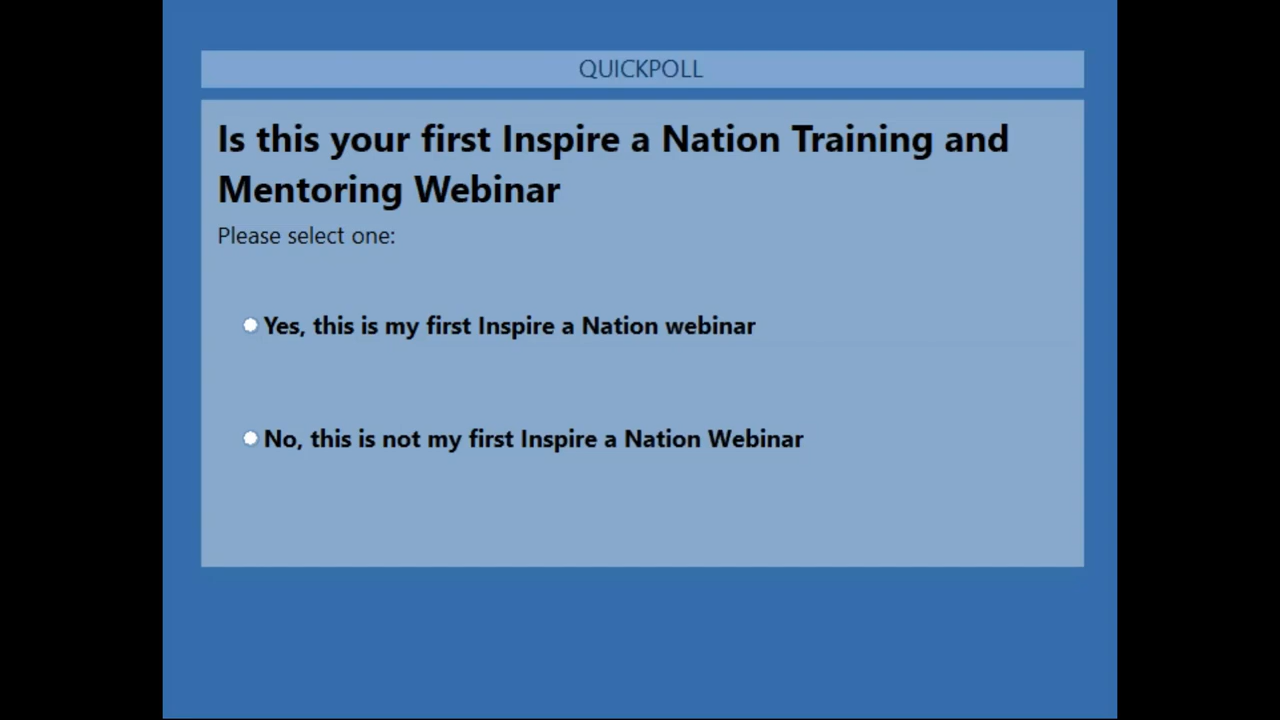 QUICKPOLL
Is this your first Inspire a Nation Training and
Mentoring Webinar
Please select one:
Yes, this is my first Inspire a Nation webinar
No, this is not my first Inspire a Nation Webinar